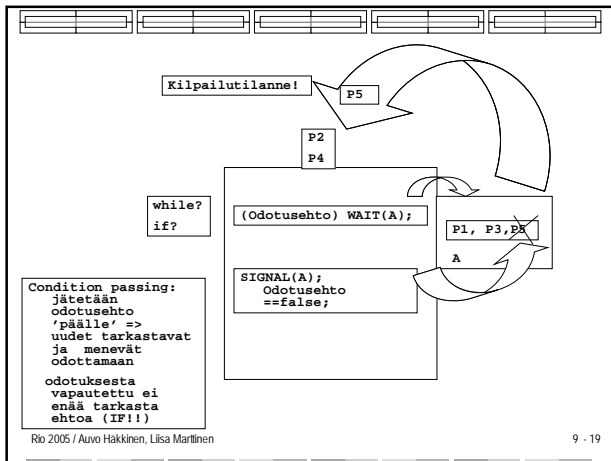 Kilpailutilanne!
P5
P2
P4
while?
if?
(Odotusehto) WAIT(A);
P1, P3,P5
A
SIGNAL(A);
Odotusehto
==false;
Condition passing:
jätetään
odotusehto
'päälle' =>
uudet tarkastavat
ja menevät
odottamaan
odotuksesta
vapautettu ei
enää tarkasta
ehtoa (IF!!)
Rio 2005 / Auvo Häkkinen, Liisa Marttinen
9 - 19